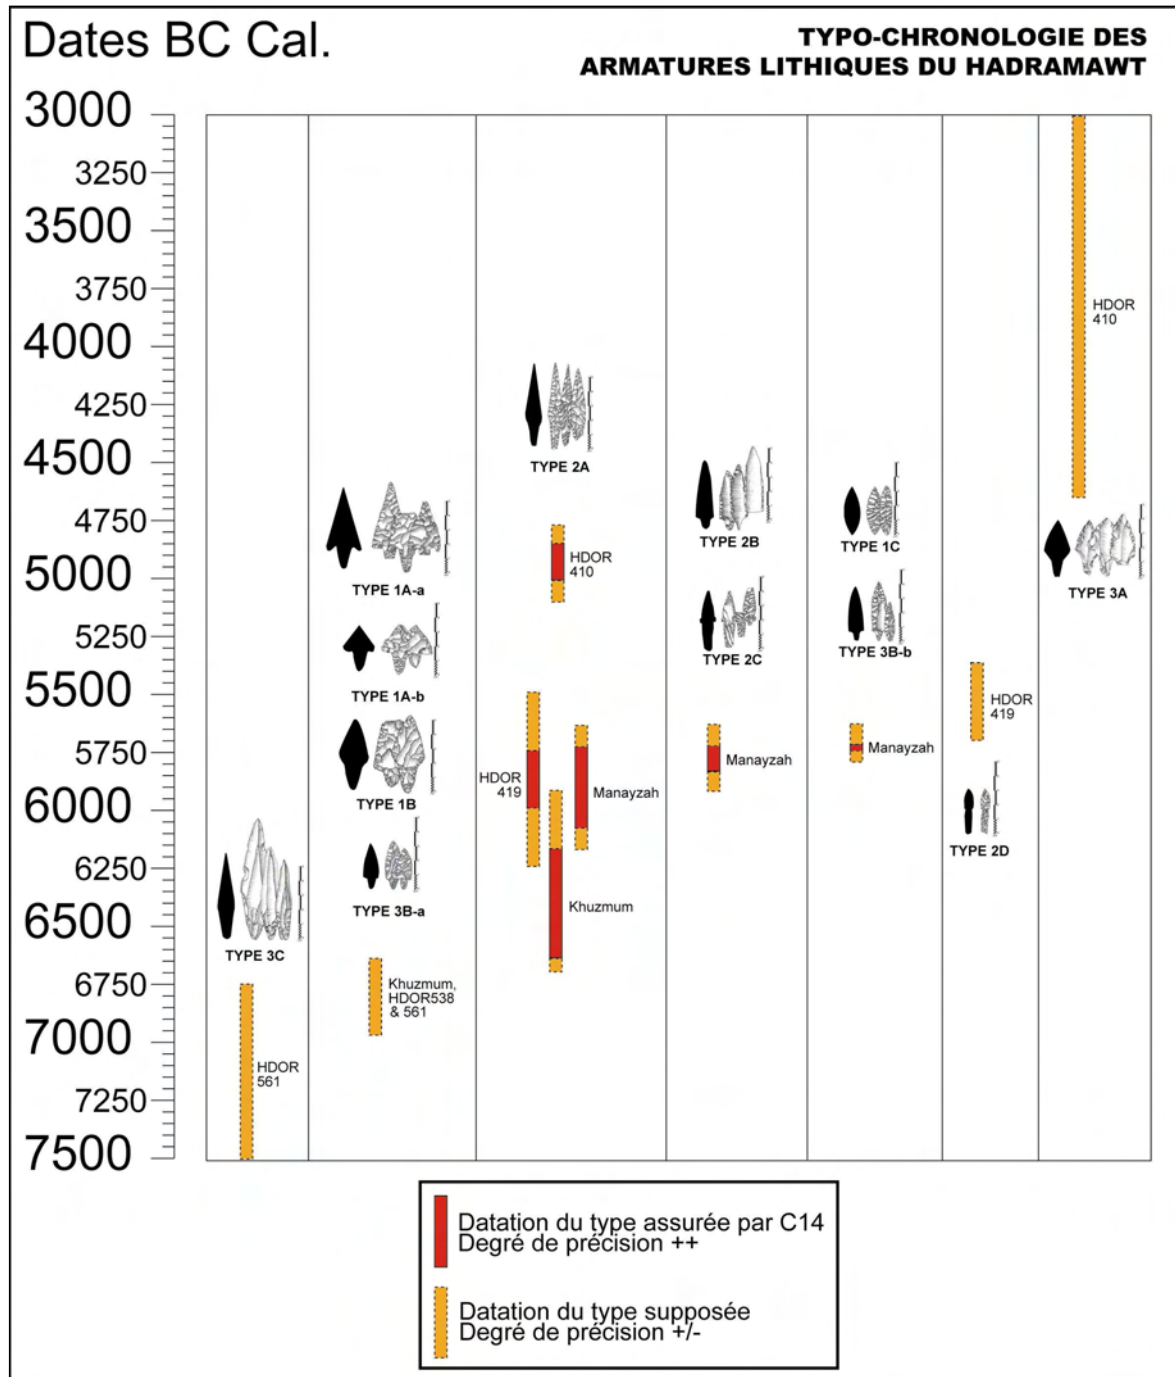 Dates BC Cal.
TYPO-CHRONOLOGIE DES
ARMATURES LITHIQUES DU HADRAMAWT
3000
3250
3500
3750
4000
4250
4500
4750
5000
5250
5500
5750
6000
6250
6500
6750
7000
7250
7500
TYPE 3C
HDOR
561
TYPE 1A-a
TYPE 1A-b
TYPE 1B
TYPE 3B-a
Khuzmum,
HDOR538
& 561
TYPE 2A
HDOR
410
HDOR
419
Manayzah
Khuzmum
TYPE 2B
TYPE 2C
Manayzah
TYPE 1C
TYPE 3B-b
Manayzah
HDOR
419
TYPE 2D
HDOR
410
TYPE 3A
Datation du type assurée par C14
Degré de précision ++
Datation du type supposée
Degré de précision +/-